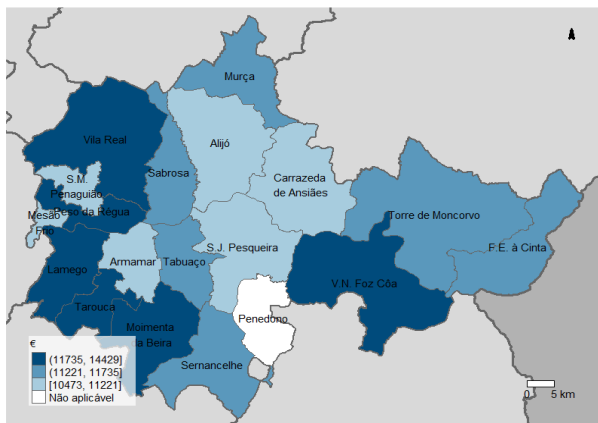 Murça
Vila Real
Alijó
Sabrosa
S.M.
Penaguião
Carrazeda
de Ansiães
Mesão
Frio
Peso da Régua
Torre de Moncorvo
S.J. Pesqueira
F.E. à Cinta
Lamego
Armamar
Tabuaço
V.N. Foz Côa
Tarouca
Penedono
Moimenta
da Beira
Sernancelhe
€
(11735, 14429]
(11221, 11735]
[10473, 11221]
Não aplicável
0 5 km